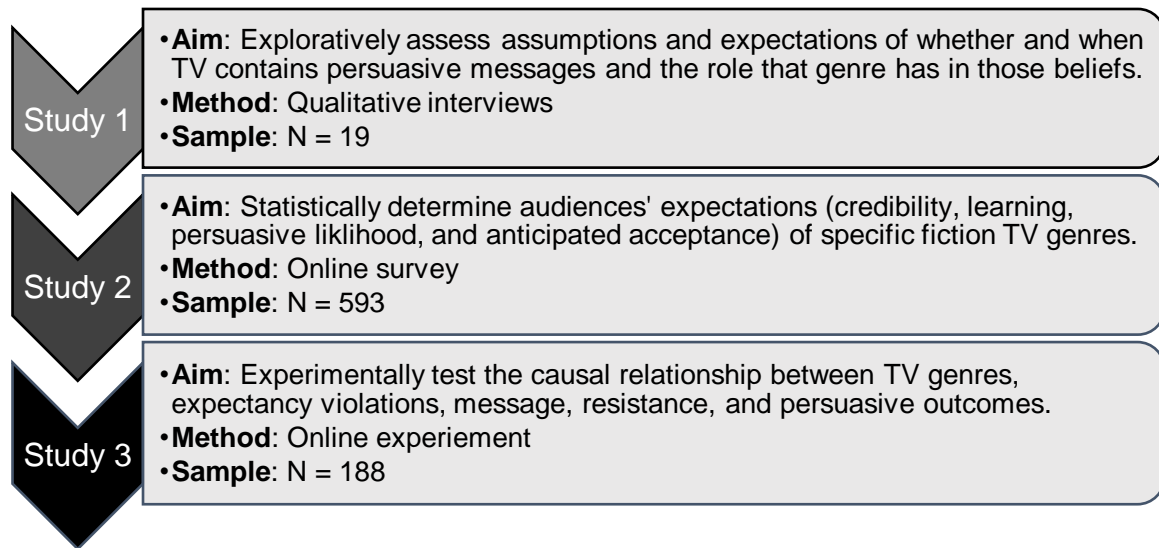 Study 1
•Aim: Exploratively assess assumptions and expectations of whether and when
TV contains persuasive messages and the role that genre has in those beliefs.
•Method: Qualitative interviews
•Sample: N = 19
Study 2
•Aim: Statistically determine audiences' expectations (credibility, learning,
persuasive liklihood, and anticipated acceptance) of specific fiction TV genres.
•Method: Online survey
•Sample: N = 593
Study 3
•Aim: Experimentally test the causal relationship between TV genres,
expectancy violations, message, resistance, and persuasive outcomes.
•Method: Online experiement
•Sample: N = 188